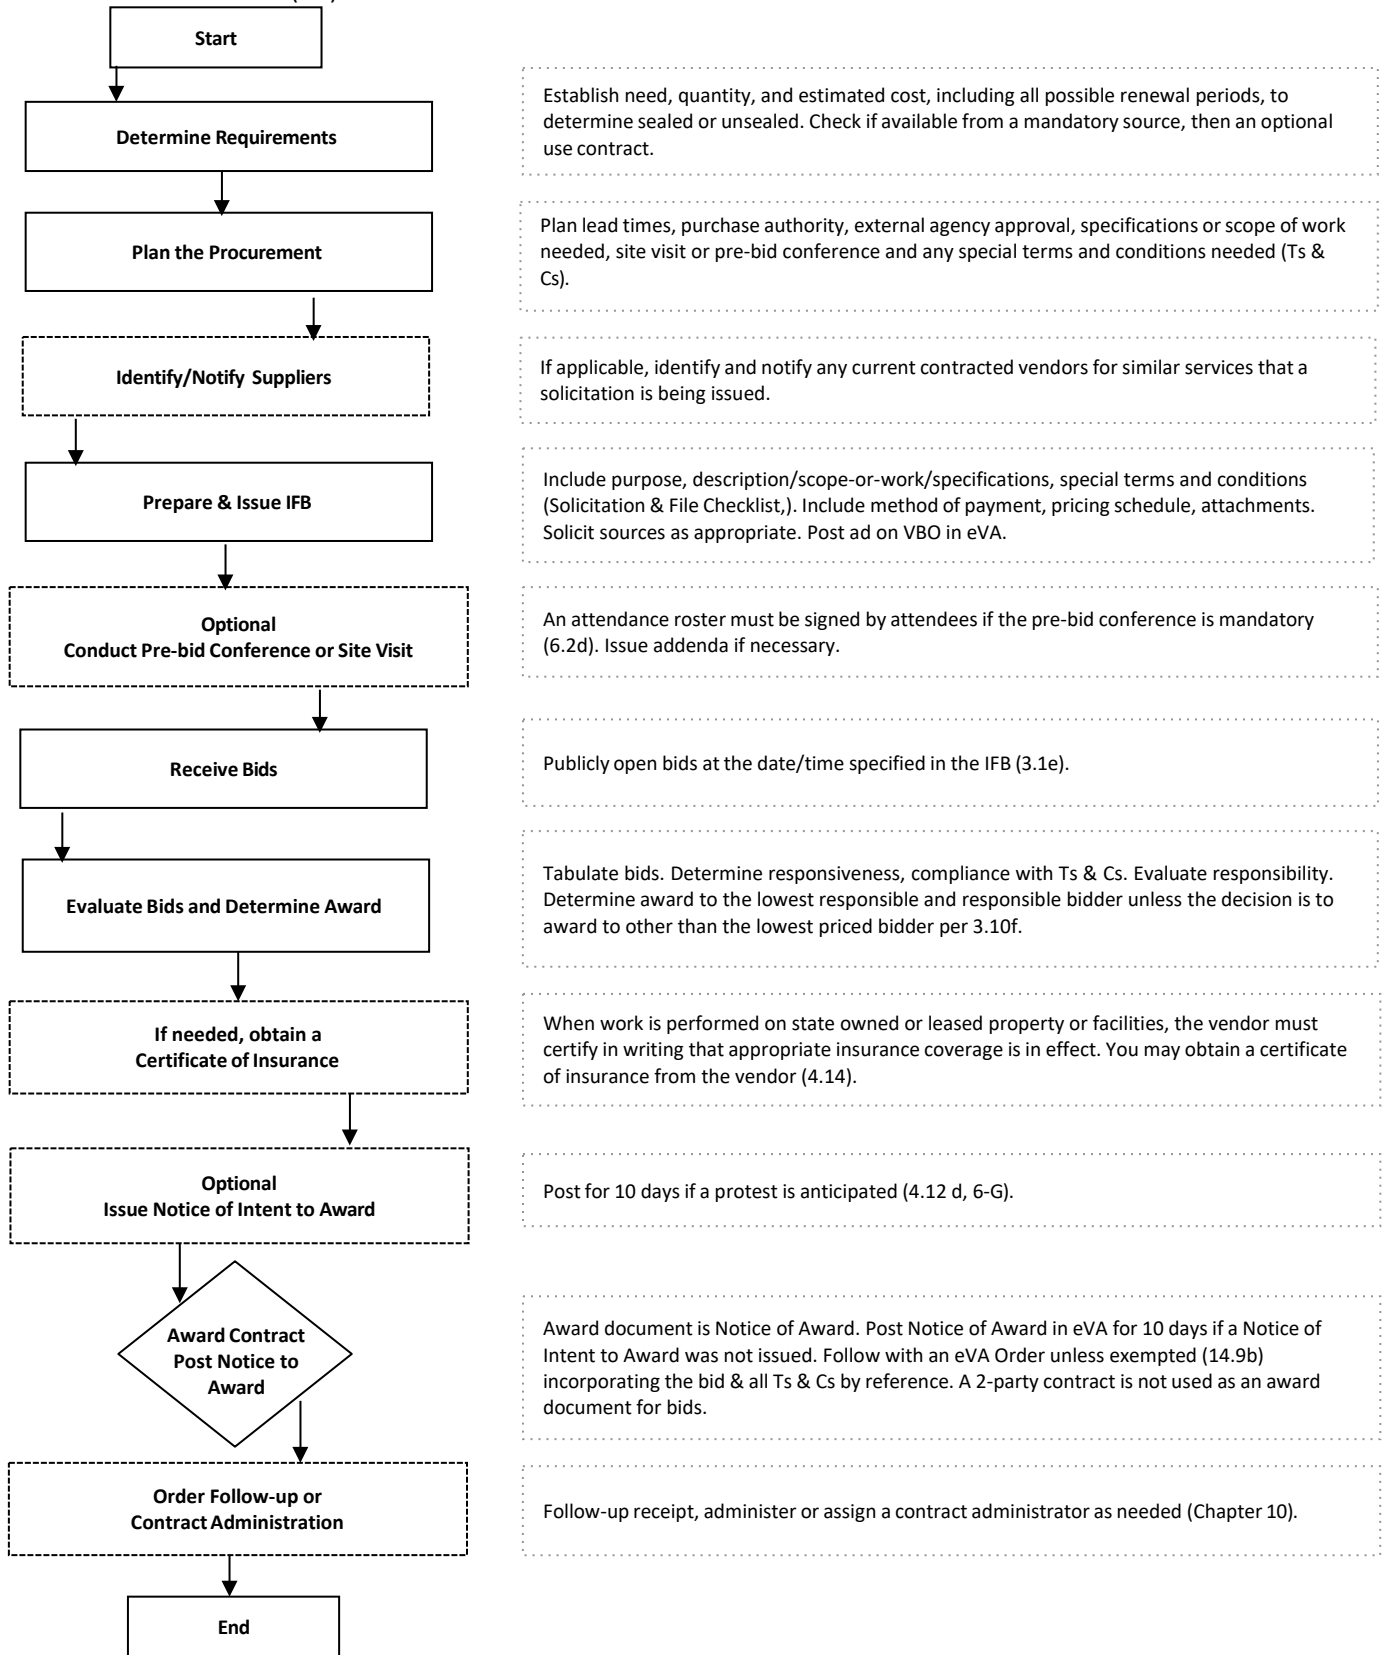 Start
Determine Requirements
Establish need, quantity, and estimated cost, including all possible renewal periods, to
determine sealed or unsealed. Check if available from a mandatory source, then an optional
use contract.
Plan the Procurement
Plan lead times, purchase authority, external agency approval, specifications or scope of work
needed, site visit or pre-bid conference and any special terms and conditions needed (Ts &
Cs).
Identify/Notify Suppliers
If applicable, identify and notify any current contracted vendors for similar services that a
solicitation is being issued.
Prepare & Issue IFB
Include purpose, description/scope-or-work/specifications, special terms and conditions
(Solicitation & File Checklist,). Include method of payment, pricing schedule, attachments.
Solicit sources as appropriate. Post ad on VBO in eVA.
Optional
Conduct Pre-bid Conference or Site Visit
An attendance roster must be signed by attendees if the pre-bid conference is mandatory
(6.2d). Issue addenda if necessary.
Receive Bids
Publicly open bids at the date/time specified in the IFB (3.1e).
Evaluate Bids and Determine Award
Tabulate bids. Determine responsiveness, compliance with Ts & Cs. Evaluate responsibility.
Determine award to the lowest responsible and responsible bidder unless the decision is to
award to other than the lowest priced bidder per 3.10f.
If needed, obtain a
Certificate of Insurance
When work is performed on state owned or leased property or facilities, the vendor must
certify in writing that appropriate insurance coverage is in effect. You may obtain a certificate
of insurance from the vendor (4.14).
Optional
Issue Notice of Intent to Award
Post for 10 days if a protest is anticipated (4.12 d, 6-G).
Award Contract
Post Notice to
Award
Award document is Notice of Award. Post Notice of Award in eVA for 10 days if a Notice of
Intent to Award was not issued. Follow with an eVA Order unless exempted (14.9b)
incorporating the bid & all Ts & Cs by reference. A 2-party contract is not used as an award
document for bids.
Order Follow-up or
Contract Administration
Follow-up receipt, administer or assign a contract administrator as needed (Chapter 10).
End